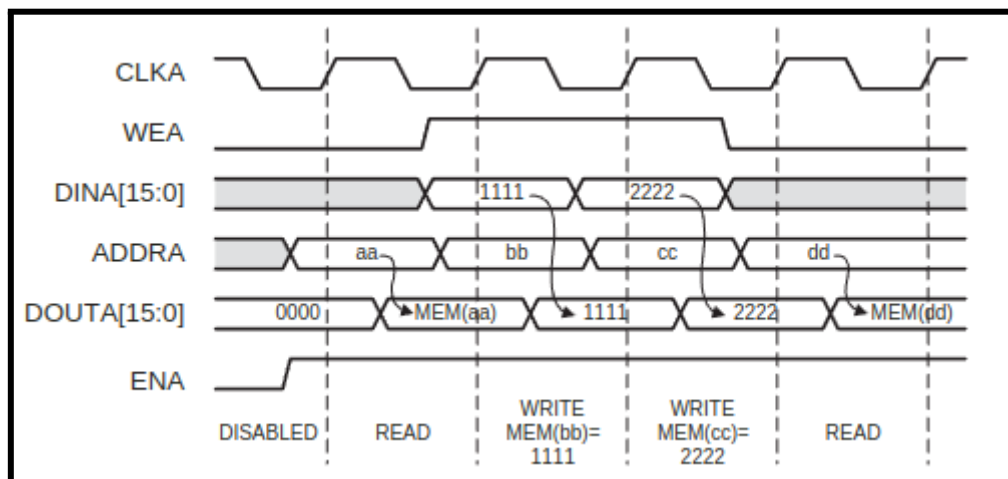 CLKA
WEA
DINA[15:0] 1111 2222
ADDRA aa bb cc dd
DOUTA[15:0] 0000 MEM(aa) 1111 2222 MEM(dd)
ENA
DISABLED READ WRITE MEM(bb)= 1111 WRITE MEM(cc)= 2222 READ